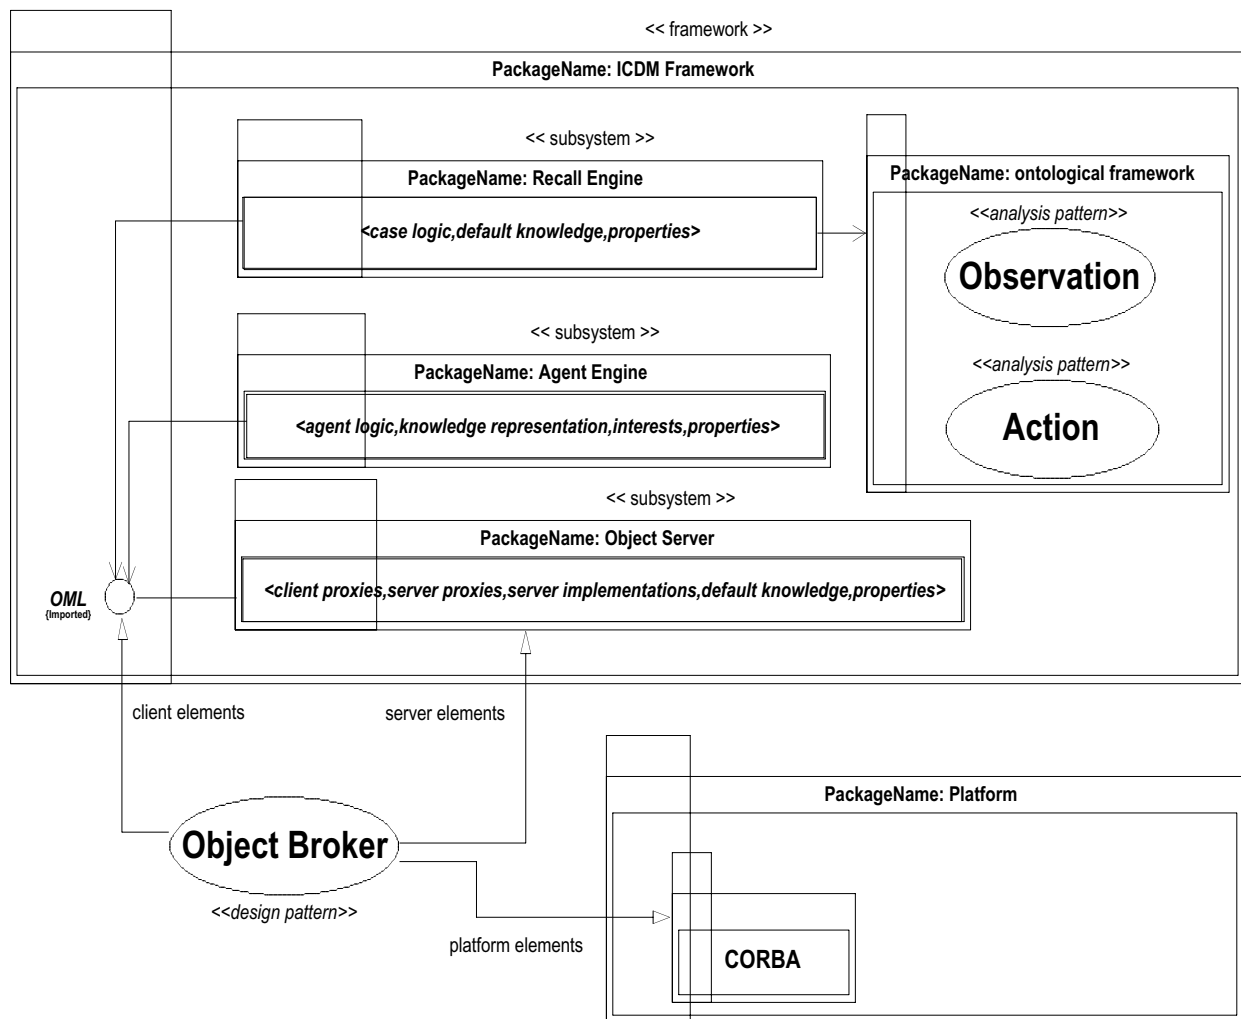 << framework >>
PackageName: ICDM Framework
<< subsystem >>
PackageName: Recall Engine
<case logic,default knowledge,properties>
PackageName: ontological framework
<<analysis pattern>>
Observation
<<analysis pattern>>
Action
<< subsystem >>
PackageName: Agent Engine
<agent logic,knowledge representation,interests,properties>
<< subsystem >>
PackageName: Object Server
<client proxies,server proxies,server implementations,default knowledge,properties>
OML
{Imported}
client elements
server elements
Object Broker
<<design pattern>>
platform elements
PackageName: Platform
CORBA